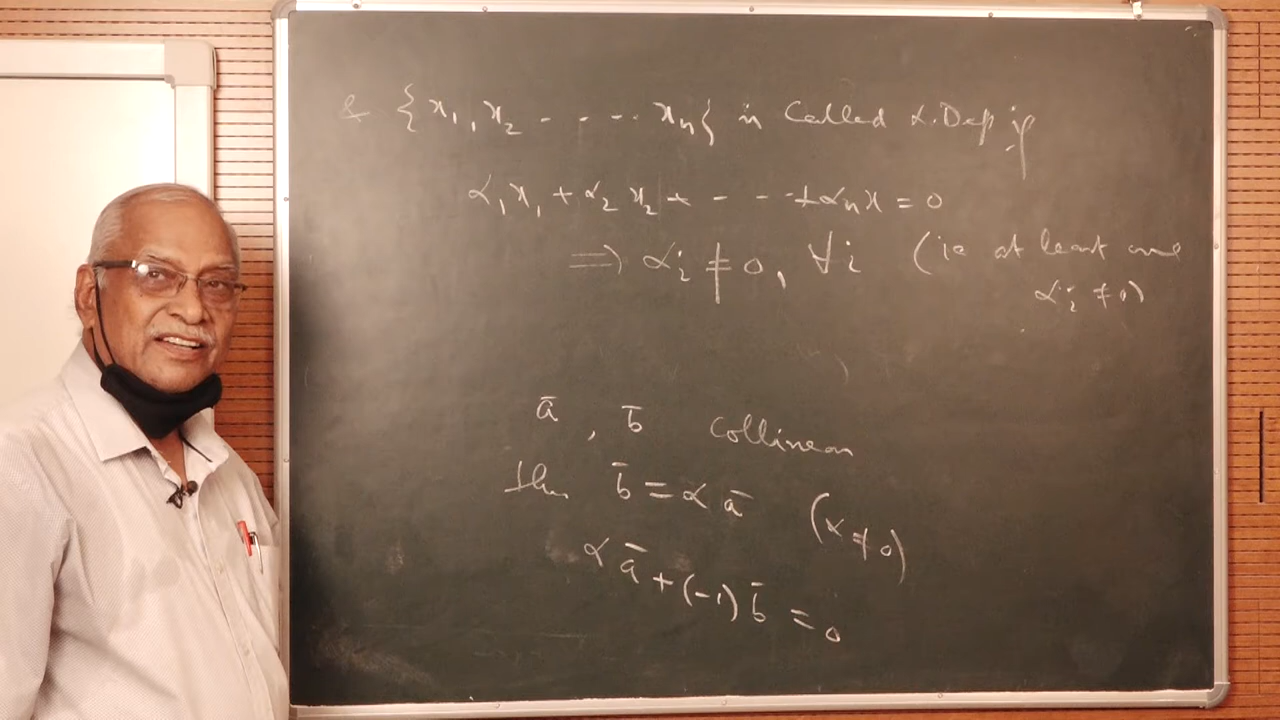 & {x₁, x₂ - - - .. xₙ} is called L.Dep if
α₁x₁ + α₂x₂ + - - - + αₙx = 0
⟹ αᵢ ≠ 0, ∀i (ie at least one
αᵢ ≠ 0)
ā , b̄ collinear
then b̄ = α ā (α ≠ 0)
α ā + (-1) b̄ = 0